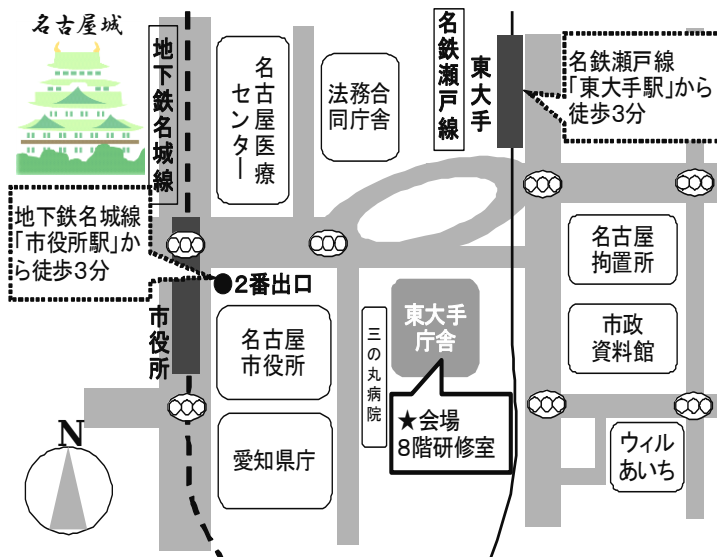 名古屋城
地下鉄名城線
名古屋医療
センター
法務合
同庁舎
名鉄瀬戸線
東大手
名鉄瀬戸線
「東大手駅」から
徒歩3分
地下鉄名城線
「市役所駅」か
ら徒歩3分
2番出口
市役所
名古屋
市役所
三の丸病院
東大手
庁舎
名古屋
拘置所
市政
資料館
★会場
8階研修室
愛知県庁
ウィル
あいち
N